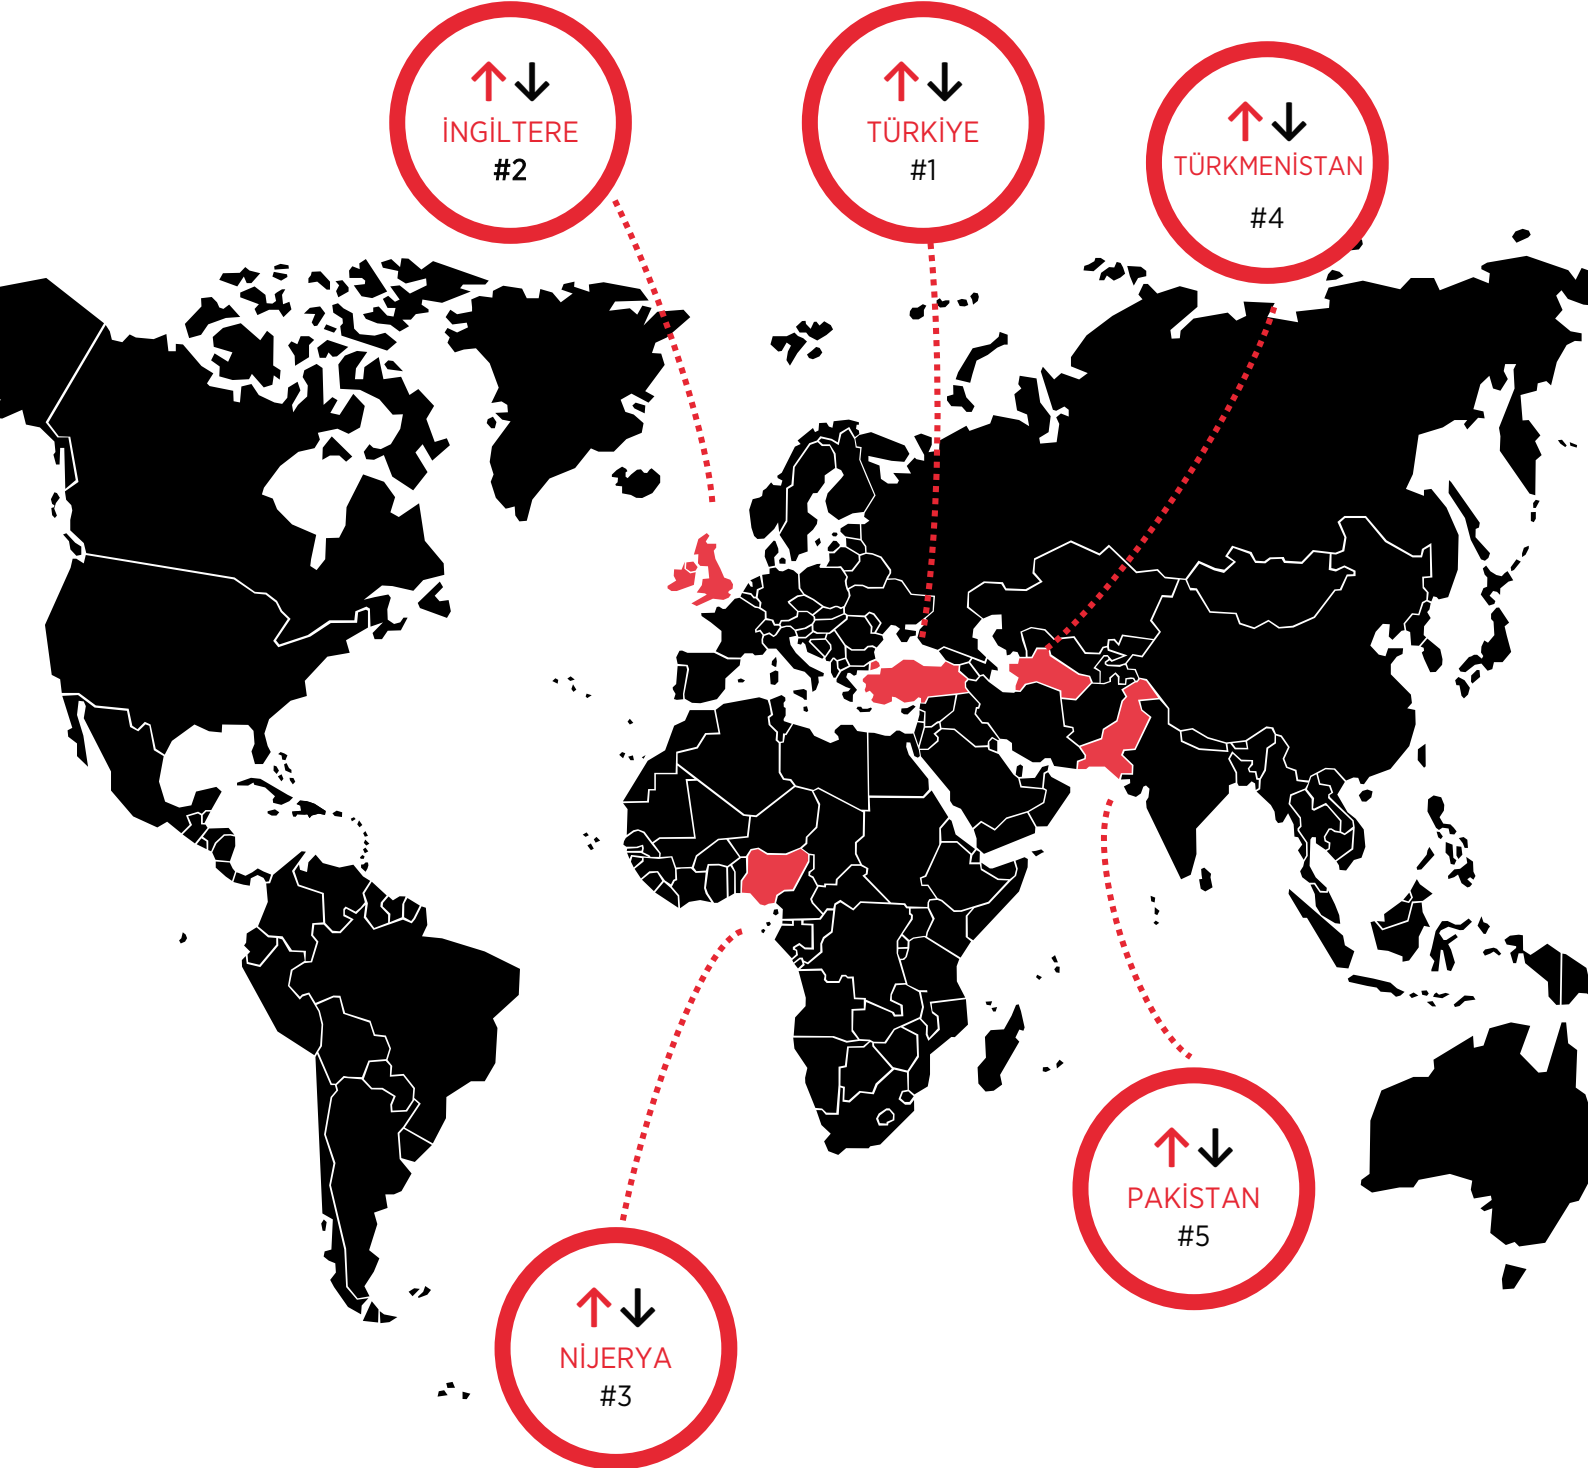 İNGİLTERE
#2
TÜRKİYE
#1
TÜRKMENİSTAN
#4
PAKİSTAN
#5
NİJERYA
#3